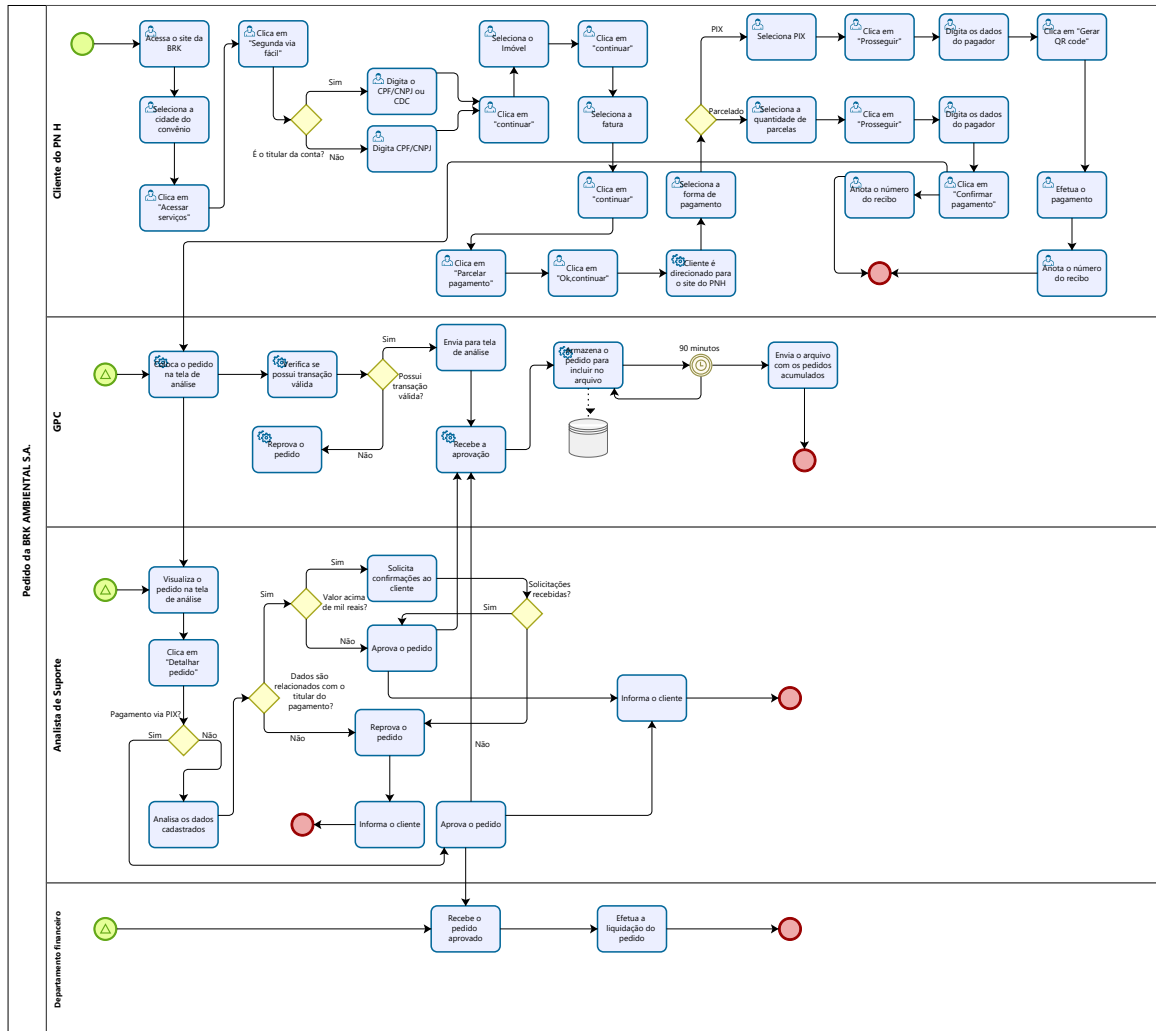 Pedido da BRK AMBIENTAL S.A.
Cliente do PN H
Acessa o site da
BRK
Seleciona a
cidade do
convênio
Clica em
"Acessar
serviços"
Clica em
"Segunda via
fácil"
É o titular da conta?
Sim
Não
Digita o
CPF/CNPJ ou
CDC
Digita CPF/CNPJ
Clica em
"continuar"
Seleciona o
Imóvel
Clica em
"continuar"
Seleciona a
fatura
Clica em
"continuar"
Clica em
"Parcelar
pagamento"
Clica em
"Ok,continuar"
Cliente é
direcionado para
o site do PNH
Seleciona a
forma de
pagamento
PIX
Parcelado
Seleciona PIX
Clica em
"Prosseguir"
Digita os dados
do pagador
Clica em "Gerar
QR code"
Seleciona a
quantidade de
parcelas
Clica em
"Prosseguir"
Digita os dados
do pagador
Anota o número
do recibo
Clica em
"Confirmar
pagamento"
Efetua o
pagamento
Anota o número
do recibo
GPC
Coloca o pedido
na tela de
análise
Verifica se
possui transação
válida
Sim
Possui
transação
válida?
Não
Reprova o
pedido
Envia para tela
de análise
Recebe a
aprovação
Armazena o
pedido para
incluir no
arquivo
90 minutos
Envia o arquivo
com os pedidos
acumulados
Analista de Suporte
Visualiza o
pedido na tela
de análise
Clica em
"Detalhar
pedido"
Pagamento via PIX?
Sim
Não
Analisa os dados
cadastrados
Sim
Dados são
relacionados com o
titular do
pagamento?
Não
Sim
Valor acima
de mil reais?
Não
Solicita
confirmações ao
cliente
Solicitações
recebidas?
Sim
Aprova o pedido
Não
Reprova o
pedido
Informa o cliente
Aprova o pedido
Informa o cliente
Departamento financeiro
Recebe o
pedido
aprovado
Efetua a
liquidação do
pedido